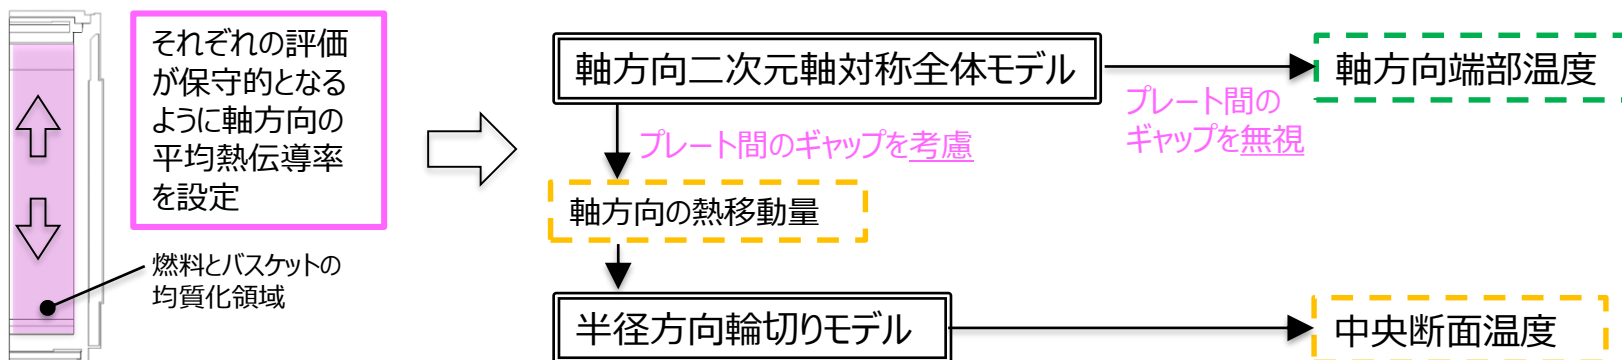 それぞれの評価
が保守的となる
ように軸方向の
平均熱伝導率
を設定
燃料とバスケットの
均質化領域
軸方向二次元軸対称全体モデル
プレート間のギャップを考慮
軸方向の熱移動量
半径方向輪切りモデル
プレート間の
ギャップを無視
軸方向端部温度
中央断面温度